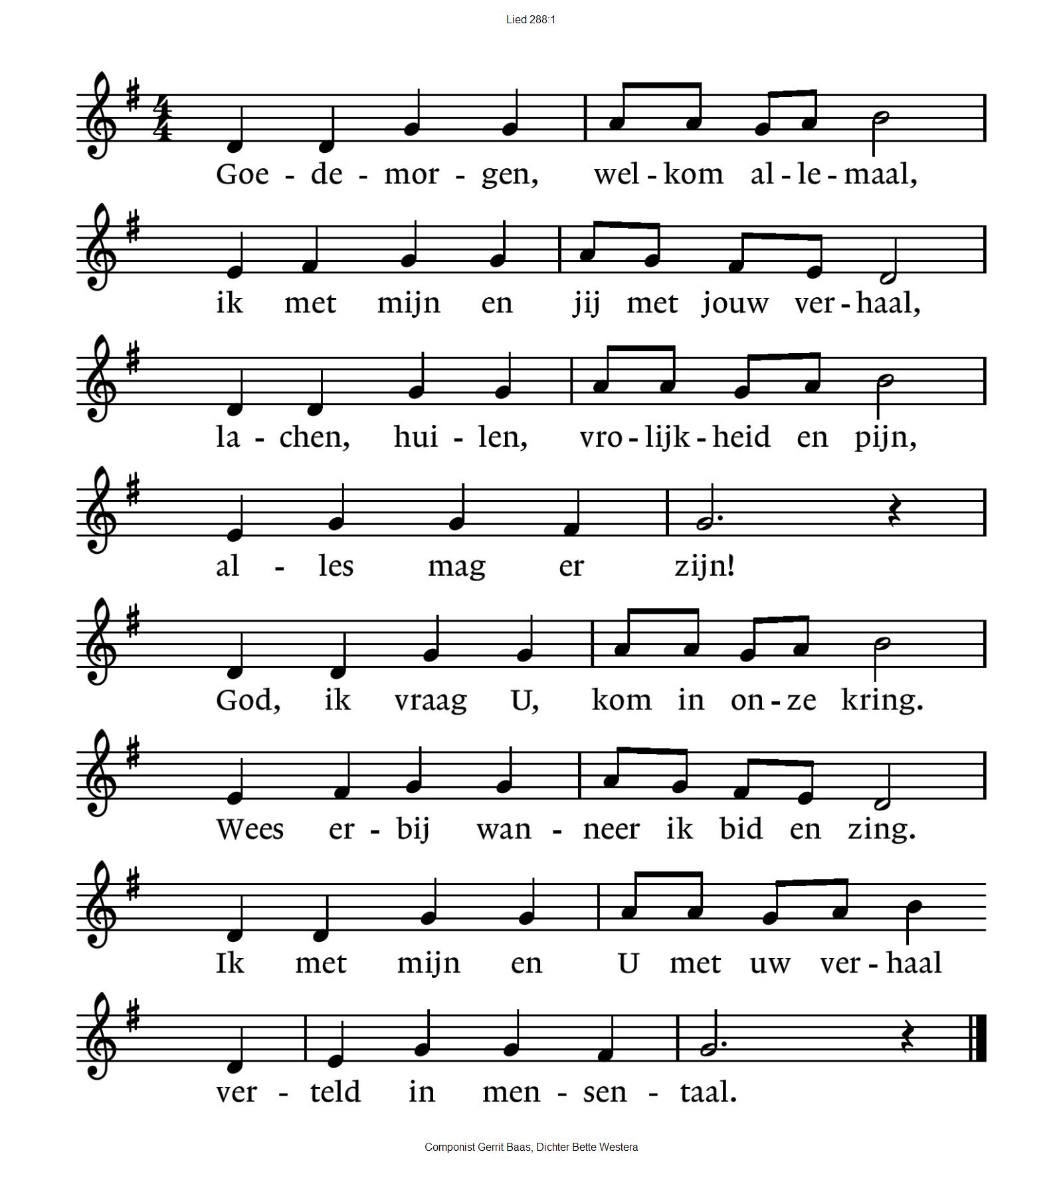 Lied 288:1
Goe - de - mor - gen, wel - kom al - le - maal,
ik met mijn en jij met jouw ver - haal,
la - chen, hui - len, vro - lijk - heid en pijn,
al - les mag er zijn!
God, ik vraag U, kom in on - ze kring.
Wees er - bij wan - neer ik bid en zing.
Ik met mijn en U met uw ver - haal
ver - teld in men - sen - taal.
Componist Gerrit Baas, Dichter Bette Westera